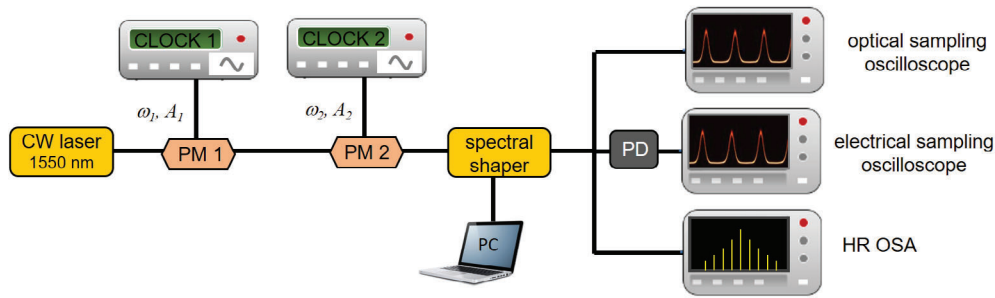 CLOCK 1
CLOCK 2
optical sampling
oscilloscope
ω1, A1
ω2, A2
CW laser
1550 nm
PM 1
PM 2
spectral
shaper
PD
electrical sampling
oscilloscope
PC
HR OSA